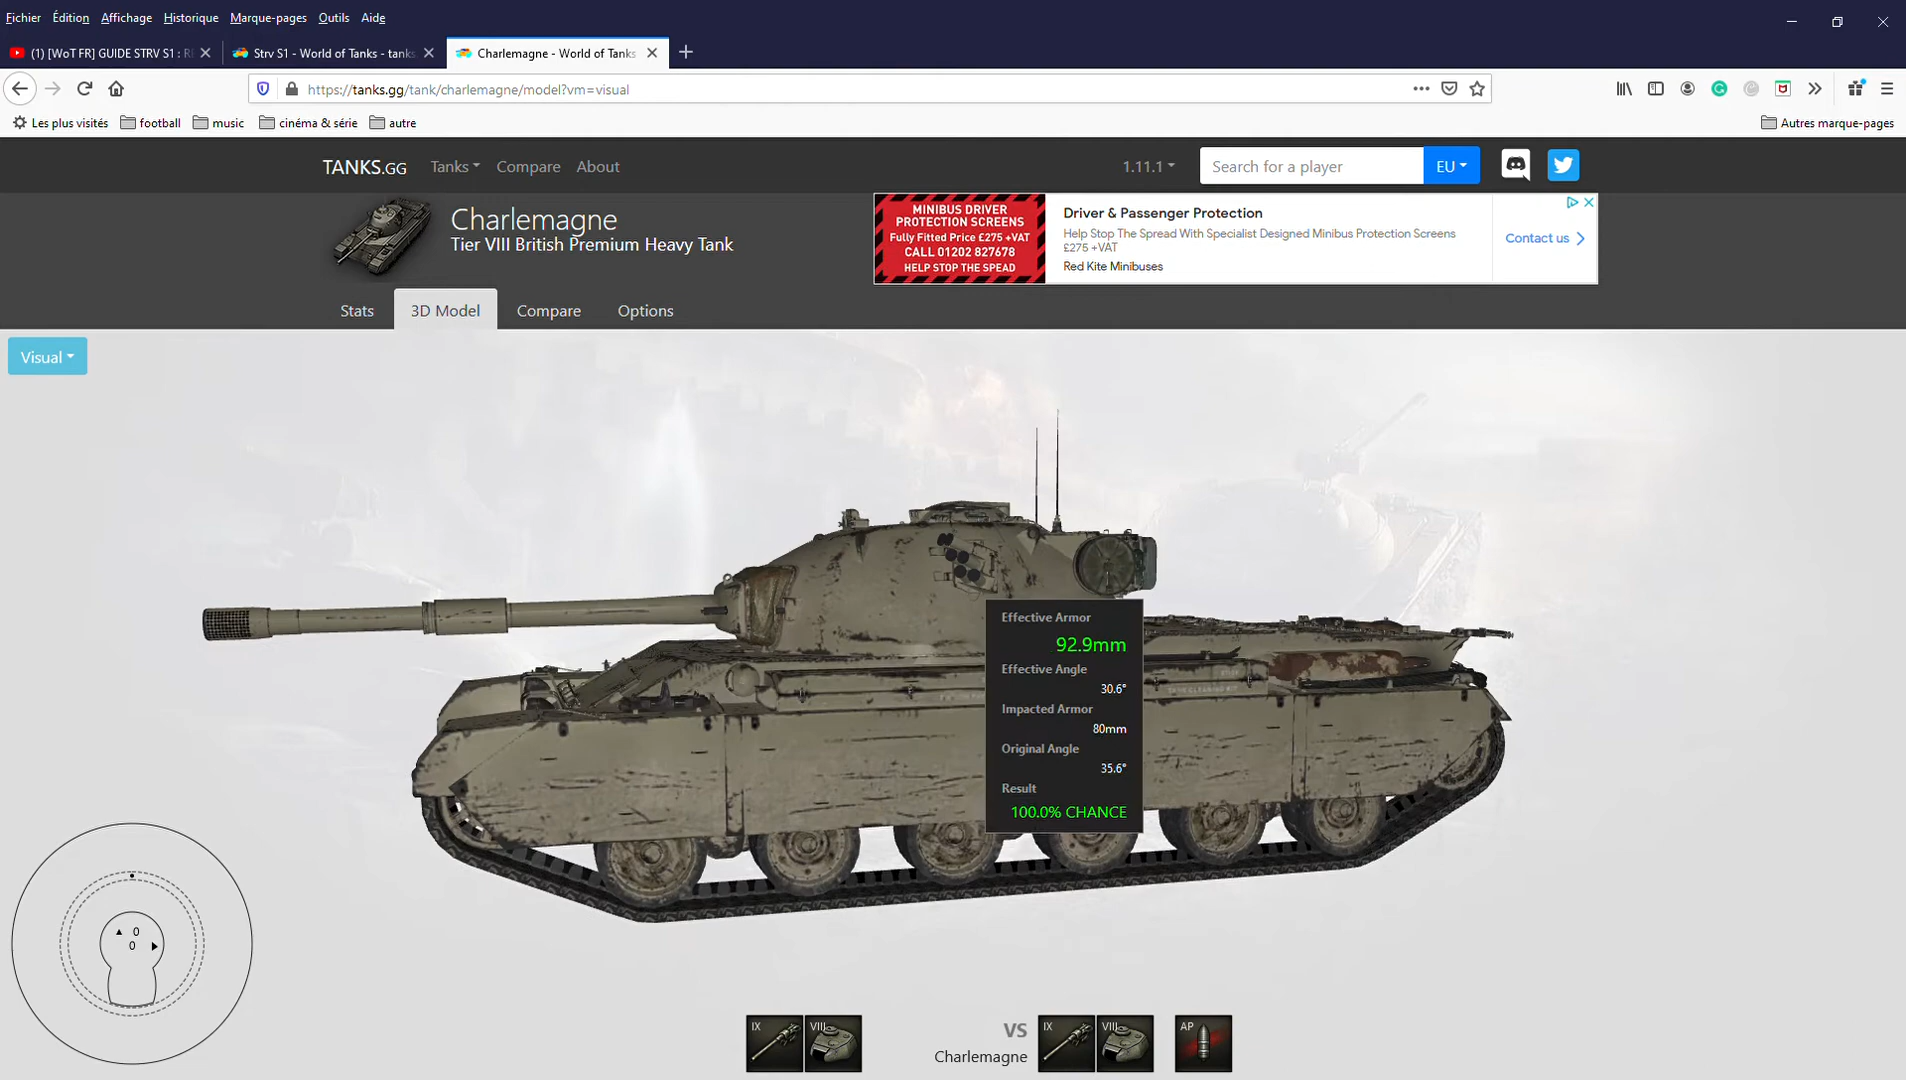 Fichier Édition Affichage Historique Marque-pages Outils Aide
(1) [WoT FR] GUIDE STRV S1 : R
Strv S1 - World of Tanks - tanks
Charlemagne - World of Tanks
https://tanks.gg/tank/charlemagne/model?vm=visual
Les plus visités football music cinéma & série autre
Autres marque-pages
TANKS.GG Tanks Compare About
1.11.1 Search for a player EU
Charlemagne
Tier VIII British Premium Heavy Tank
MINIBUS DRIVER
PROTECTION SCREENS
Fully Fitted Price £275 +VAT
CALL 01202 827678
HELP STOP THE SPEAD
Driver & Passenger Protection
Help Stop The Spread With Specialist Designed Minibus Protection Screens
£275 +VAT
Red Kite Minibuses
Contact us
Stats 3D Model Compare Options
Visual
Effective Armor
92.9mm
Effective Angle
30.6°
Impacted Armor
80mm
Original Angle
35.6°
Result
100.0% CHANCE
0
0
IX VIII
VS
Charlemagne
IX VIII AP